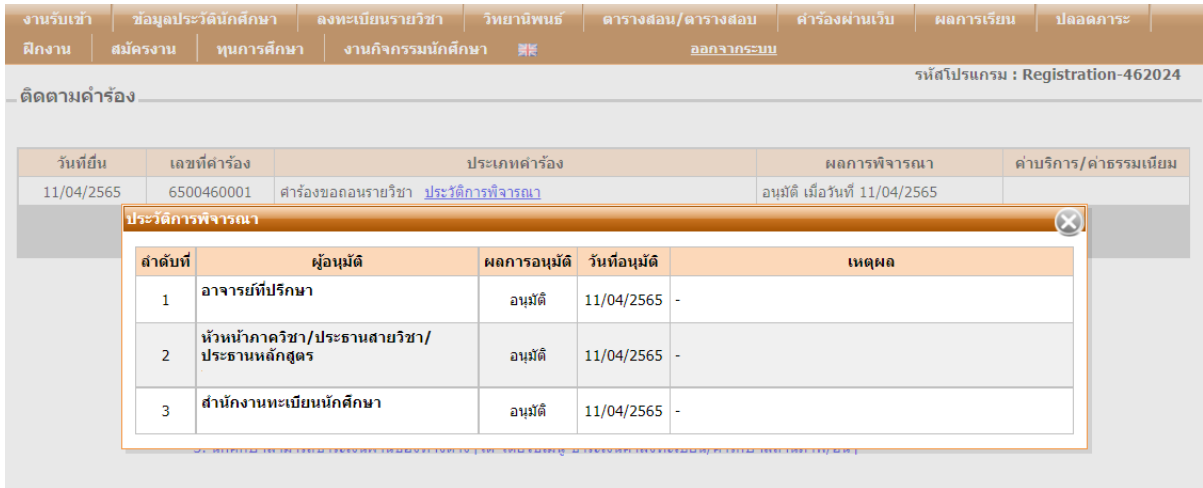 งานรับเข้า ข้อมูลประวัตินักศึกษา ลงทะเบียนรายวิชา วิทยานิพนธ์ ตารางสอน/ตารางสอบ คำร้องผ่านเว็บ ผลการเรียน ปลอดภาระ
ฝึกงาน สมัครงาน ทุนการศึกษา งานกิจกรรมนักศึกษา ออกจากระบบ
รหัสโปรแกรม : Registration-462024
ติดตามคำร้อง
วันที่ยื่น เลขที่คำร้อง ประเภทคำร้อง ผลการพิจารณา ค่าบริการ/ค่าธรรมเนียม
11/04/2565 6500460001 คำร้องขอถอนรายวิชา ประวัติการพิจารณา อนุมัติ เมื่อวันที่ 11/04/2565
ประวัติการพิจารณา
ลำดับที่ ผู้อนุมัติ ผลการอนุมัติ วันที่อนุมัติ เหตุผล
1 อาจารย์ที่ปรึกษา อนุมัติ 11/04/2565 -
2 หัวหน้าภาควิชา/ประธานสายวิชา/
ประธานหลักสูตร อนุมัติ 11/04/2565 -
3 สำนักงานทะเบียนนักศึกษา อนุมัติ 11/04/2565 -